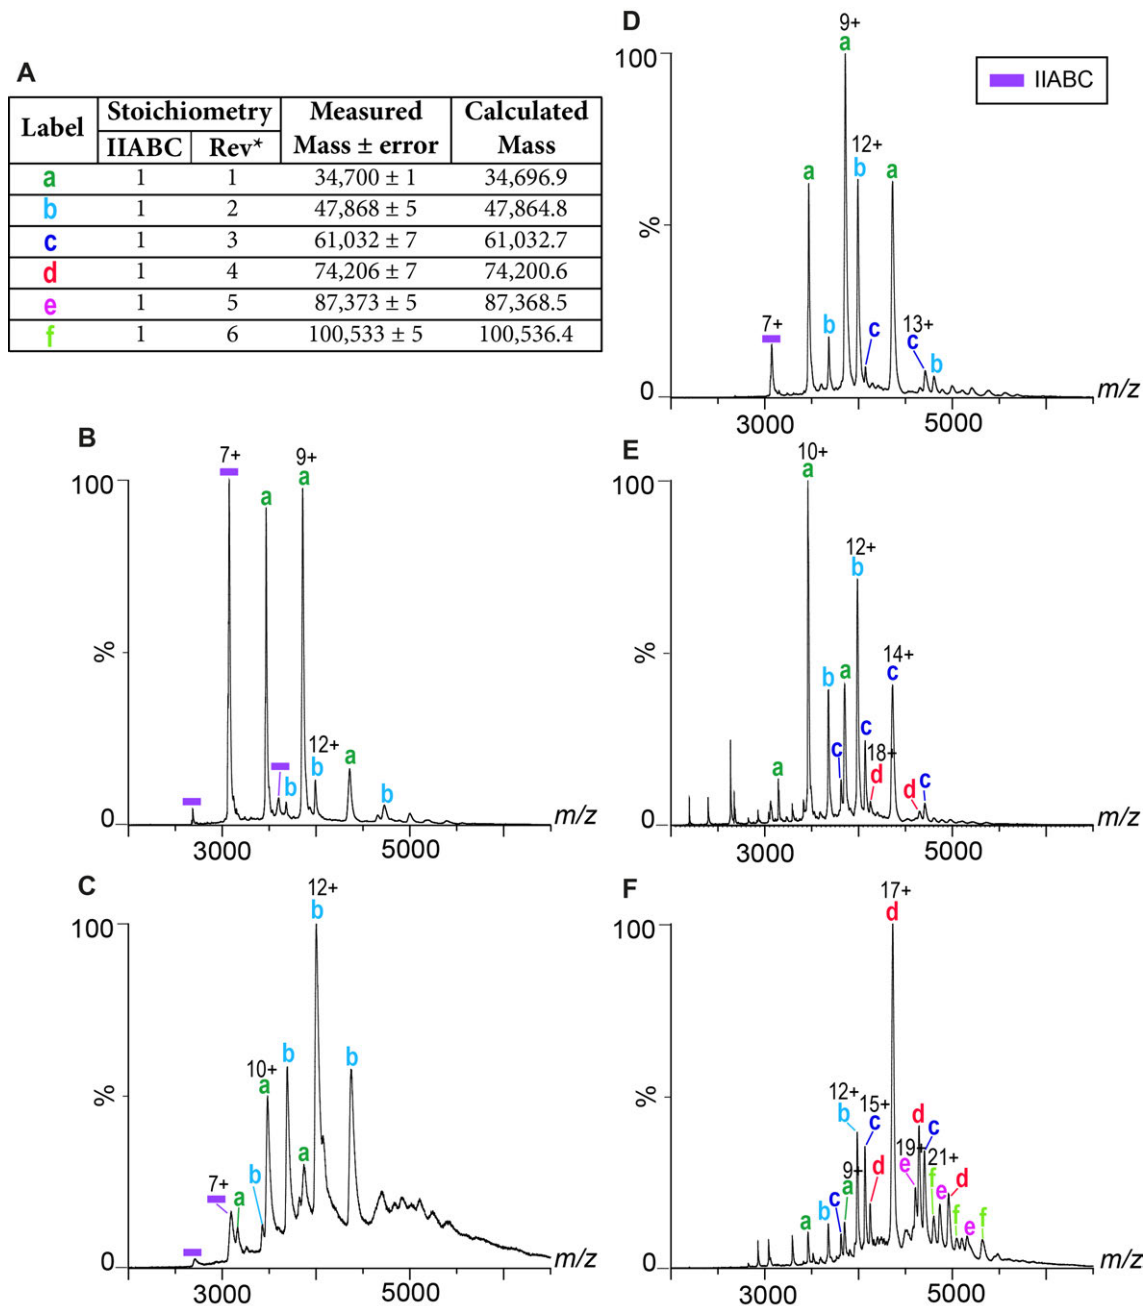 A
Label Stoichiometry Measured Mass ± error Calculated Mass
IIABC Rev*
a 1 1 34,700 ± 1 34,696.9
b 1 2 47,868 ± 5 47,864.8
c 1 3 61,032 ± 7 61,032.7
d 1 4 74,206 ± 7 74,200.6
e 1 5 87,373 ± 5 87,368.5
f 1 6 100,533 ± 5 100,536.4
B
7+
9+
a
a
100
%
12+
b
b
a
b
0
m/z
3000
5000
C
12+
b
100
b
b
10+
a
%
a
b
7+
a
0
m/z
3000
5000
D
9+
a
IIABC
100
12+
a
b
a
%
7+
b
c
13+
c
b
0
m/z
3000
5000
E
10+
a
100
12+
b
%
b
a
14+
c
c
c
18+
d
a
d
c
0
m/z
3000
5000
F
17+
d
100
%
12+
b
15+
c
d
c
19+
21+
9+
a
d
e
f
e
d
a
b
c
f
e
f
0
m/z
3000
5000